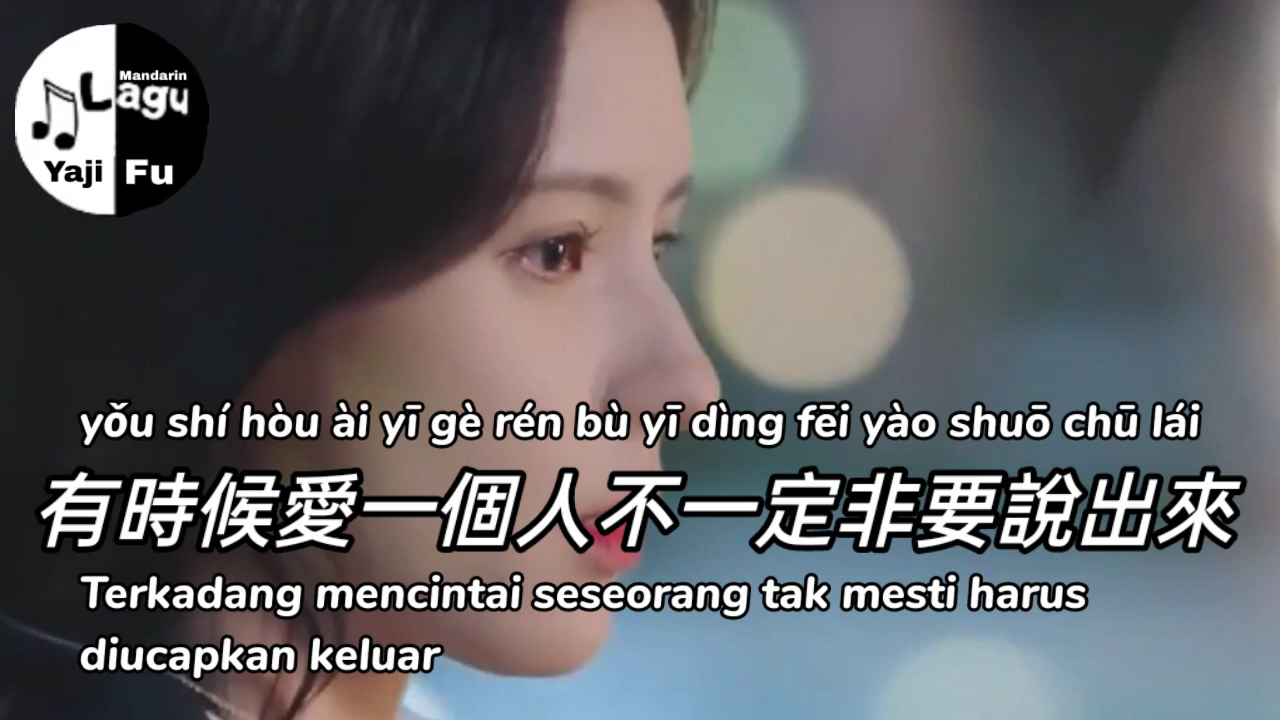 Mandarin
Lagu
Yaji Fu
yǒu shí hòu ài yī gè rén bù yī dìng fēi yào shuō chū lái
有時候愛一個人不一定非要說出來
Terkadang mencintai seseorang tak mesti harus
diucapkan keluar